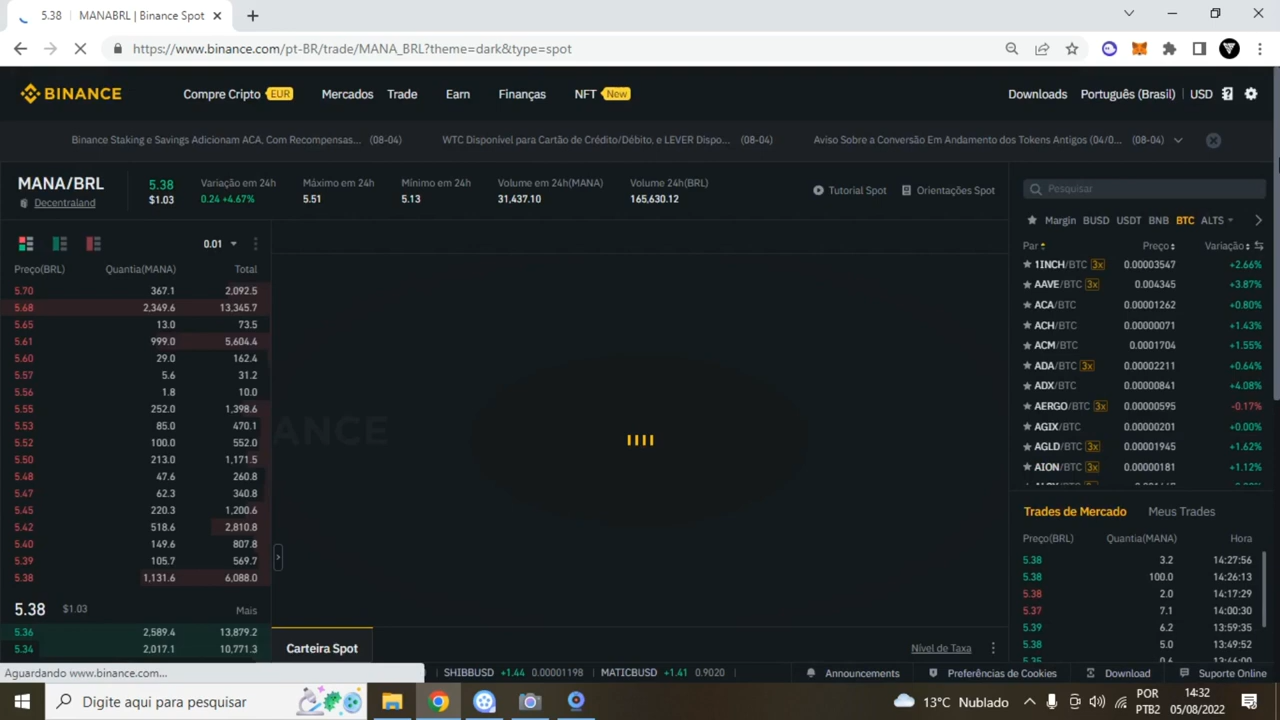 5.38 MANABRL | Binance Spot
https://www.binance.com/pt-BR/trade/MANA_BRL?theme=dark&type=spot
BINANCE Compre Cripto EUR Mercados Trade Earn Finanças NFT New Downloads Português (Brasil) USD
Binance Staking e Savings Adicionam ACA, Com Recompensas... (08-04) WTC Disponível para Cartão de Crédito/Débito, e LEVER Dispo... (08-04) Aviso Sobre a Conversão Em Andamento dos Tokens Antigos (04/0... (08-04)
MANA/BRL
Decentraland
5.38
$1.03
Variação em 24h
0.24 +4.67%
Máximo em 24h
5.51
Mínimo em 24h
5.13
Volume em 24h(MANA)
31,437.10
Volume 24h(BRL)
165,630.12
Tutorial Spot Orientações Spot
0.01
Preço(BRL) Quantia(MANA) Total
5.70 367.1 2,092.5
5.68 2,349.6 13,345.7
5.65 13.0 73.5
5.61 999.0 5,604.4
5.60 29.0 162.4
5.57 5.6 31.2
5.56 1.8 10.0
5.55 252.0 1,398.6
5.53 85.0 470.1
5.52 100.0 552.0
5.50 213.0 1,171.5
5.48 47.6 260.8
5.47 62.3 340.8
5.45 220.3 1,200.6
5.42 518.6 2,810.8
5.40 149.6 807.8
5.39 105.7 569.7
5.38 1,131.6 6,088.0
5.38 $1.03 Mais
5.36 2,589.4 13,879.2
5.34 2,017.1 10,771.3
ANCE
Carteira Spot Nível de Taxa
Pesquisar
Margin BUSD USDT BNB BTC ALTS
Par Preço Variação
1INCH/BTC 3x 0.00003547 +2.66%
AAVE/BTC 3x 0.004345 +3.87%
ACA/BTC 0.00001262 +0.80%
ACH/BTC 0.00000071 +1.43%
ACM/BTC 0.0001704 +1.55%
ADA/BTC 3x 0.00002211 +0.64%
ADX/BTC 0.00000841 +4.08%
AERGO/BTC 3x 0.00000595 -0.17%
AGIX/BTC 0.00000201 +0.00%
AGLD/BTC 3x 0.00001945 +1.62%
AION/BTC 3x 0.00000181 +1.12%
Trades de Mercado Meus Trades
Preço(BRL) Quantia(MANA) Hora
5.38 3.2 14:27:56
5.38 100.0 14:26:13
5.38 2.0 14:17:29
5.37 7.1 14:00:30
5.39 6.2 13:59:35
5.38 5.0 13:49:52
Aguardando www.binance.com... SHIBBUSD +1.44 0.00001198 MATICBUSD +1.41 0.9020 Announcements Preferências de Cookies Download Suporte Online
Digite aqui para pesquisar
13°C Nublado
POR
PTB2
14:32
05/08/2022